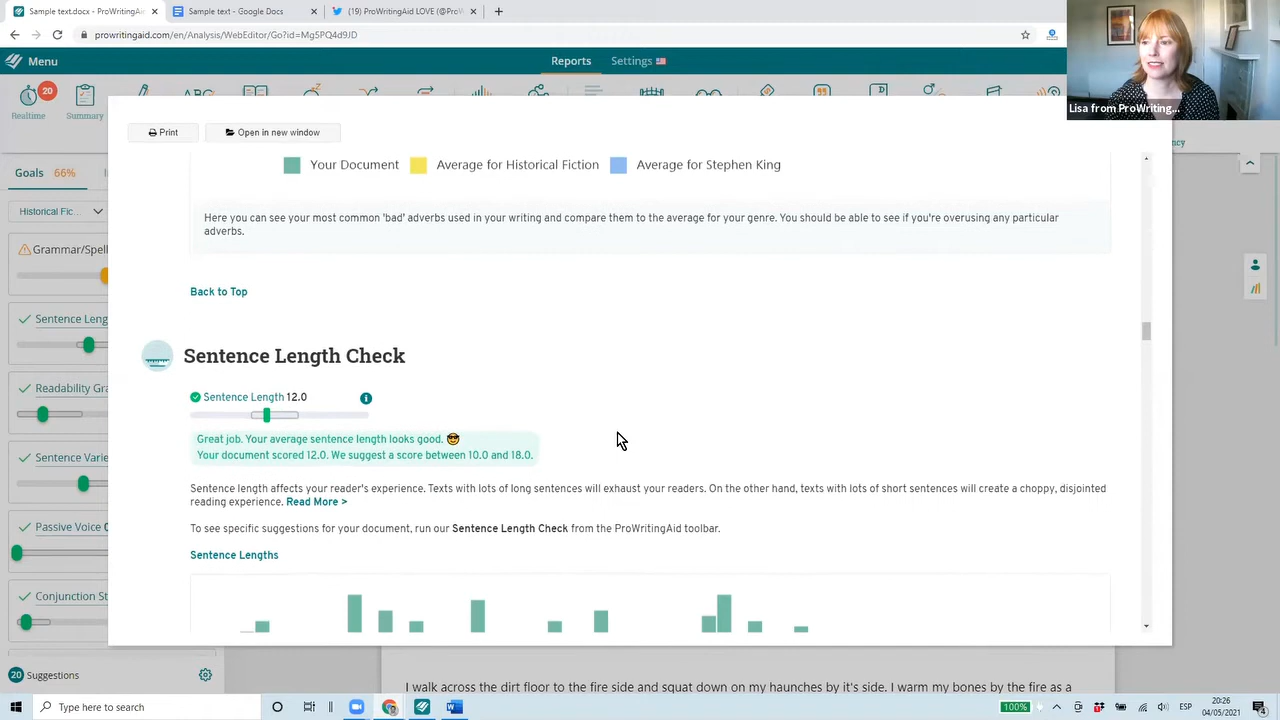 Sample text.docx - ProWritingAid
Sample text - Google Docs
(19) ProWritingAid LOVE (@ProW
prowritingaid.com/en/Analysis/WebEditor/Go?id=Mg5PQ4d9JD
Menu
Reports
Settings
20
Realtime
Summary
Lisa from ProWriting...
Print
Open in new window
Goals 66%
Your Document
Average for Historical Fiction
Average for Stephen King
Historical Fic...
Here you can see your most common 'bad' adverbs used in your writing and compare them to the average for your genre. You should be able to see if you're overusing any particular
adverbs.
Grammar/Spell
Back to Top
Sentence Leng
Sentence Length Check
Readability Gra
Sentence Length 12.0
Great job. Your average sentence length looks good.
Your document scored 12.0. We suggest a score between 10.0 and 18.0.
Sentence Varie
Sentence length affects your reader's experience. Texts with lots of long sentences will exhaust your readers. On the other hand, texts with lots of short sentences will create a choppy, disjointed
reading experience. Read More >
Passive Voice
To see specific suggestions for your document, run our Sentence Length Check from the ProWritingAid toolbar.
Sentence Lengths
Conjunction St
20 Suggestions
I walk across the dirt floor to the fire side and squat down on my haunches by it's side. I warm my bones by the fire as a
Type here to search
100%
ESP
20:26
04/05/2021
4